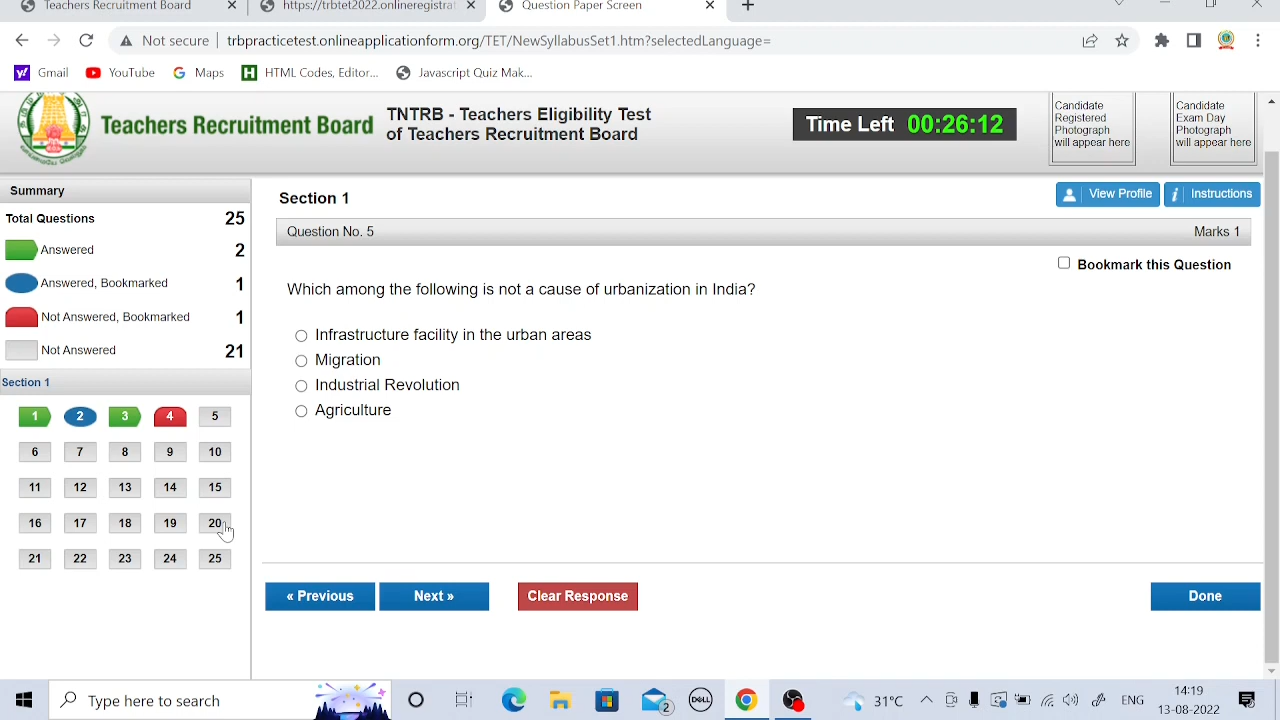 Teachers Recruitment Board
https://trbtet2022.onlineregistrat
Question Paper Screen
Not secure
trbpracticetest.onlineapplicationform.org/TET/NewSyllabusSet1.htm?selectedLanguage=
Gmail
YouTube
Maps
HTML Codes, Editor...
Javascript Quiz Mak...
Teachers Recruitment Board
TNTRB - Teachers Eligibility Test
of Teachers Recruitment Board
Time Left 00:26:12
Candidate
Registered
Photograph
will appear here
Candidate
Exam Day
Photograph
will appear here
Summary
Total Questions 25
Answered 2
Answered, Bookmarked 1
Not Answered, Bookmarked 1
Not Answered 21
Section 1
1 2 3 4 5
6 7 8 9 10
11 12 13 14 15
16 17 18 19 20
21 22 23 24 25
Section 1
View Profile
Instructions
Question No. 5 Marks 1
Bookmark this Question
Which among the following is not a cause of urbanization in India?
Infrastructure facility in the urban areas
Migration
Industrial Revolution
Agriculture
« Previous
Next »
Clear Response
Done
Type here to search
2
DELL
31°C
ENG
14:19
13-08-2022